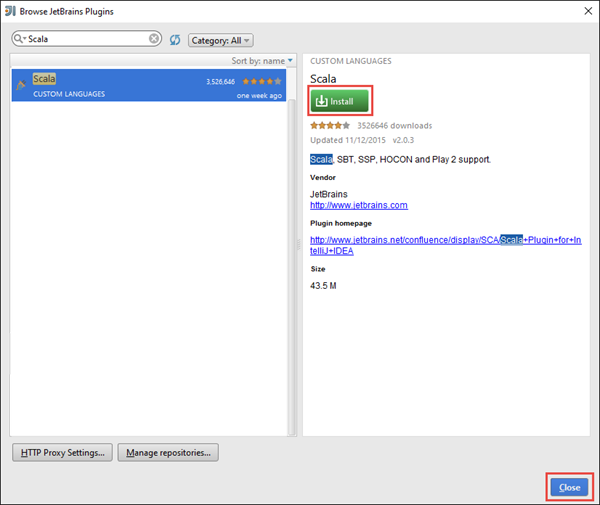 Browse JetBrains Plugins
Scala
Category: All
Sort by: name
Scala 3,526,646
CUSTOM LANGUAGES one week ago
CUSTOM LANGUAGES
Scala
Install
3526646 downloads
Updated 11/12/2015 v2.0.3
Scala, SBT, SSP, HOCON and Play 2 support.
Vendor
JetBrains
http://www.jetbrains.com
Plugin homepage
http://www.jetbrains.net/confluence/display/SCA/Scala+Plugin+for+In
telliJ+IDEA
Size
43.5 M
HTTP Proxy Settings...
Manage repositories...
Close